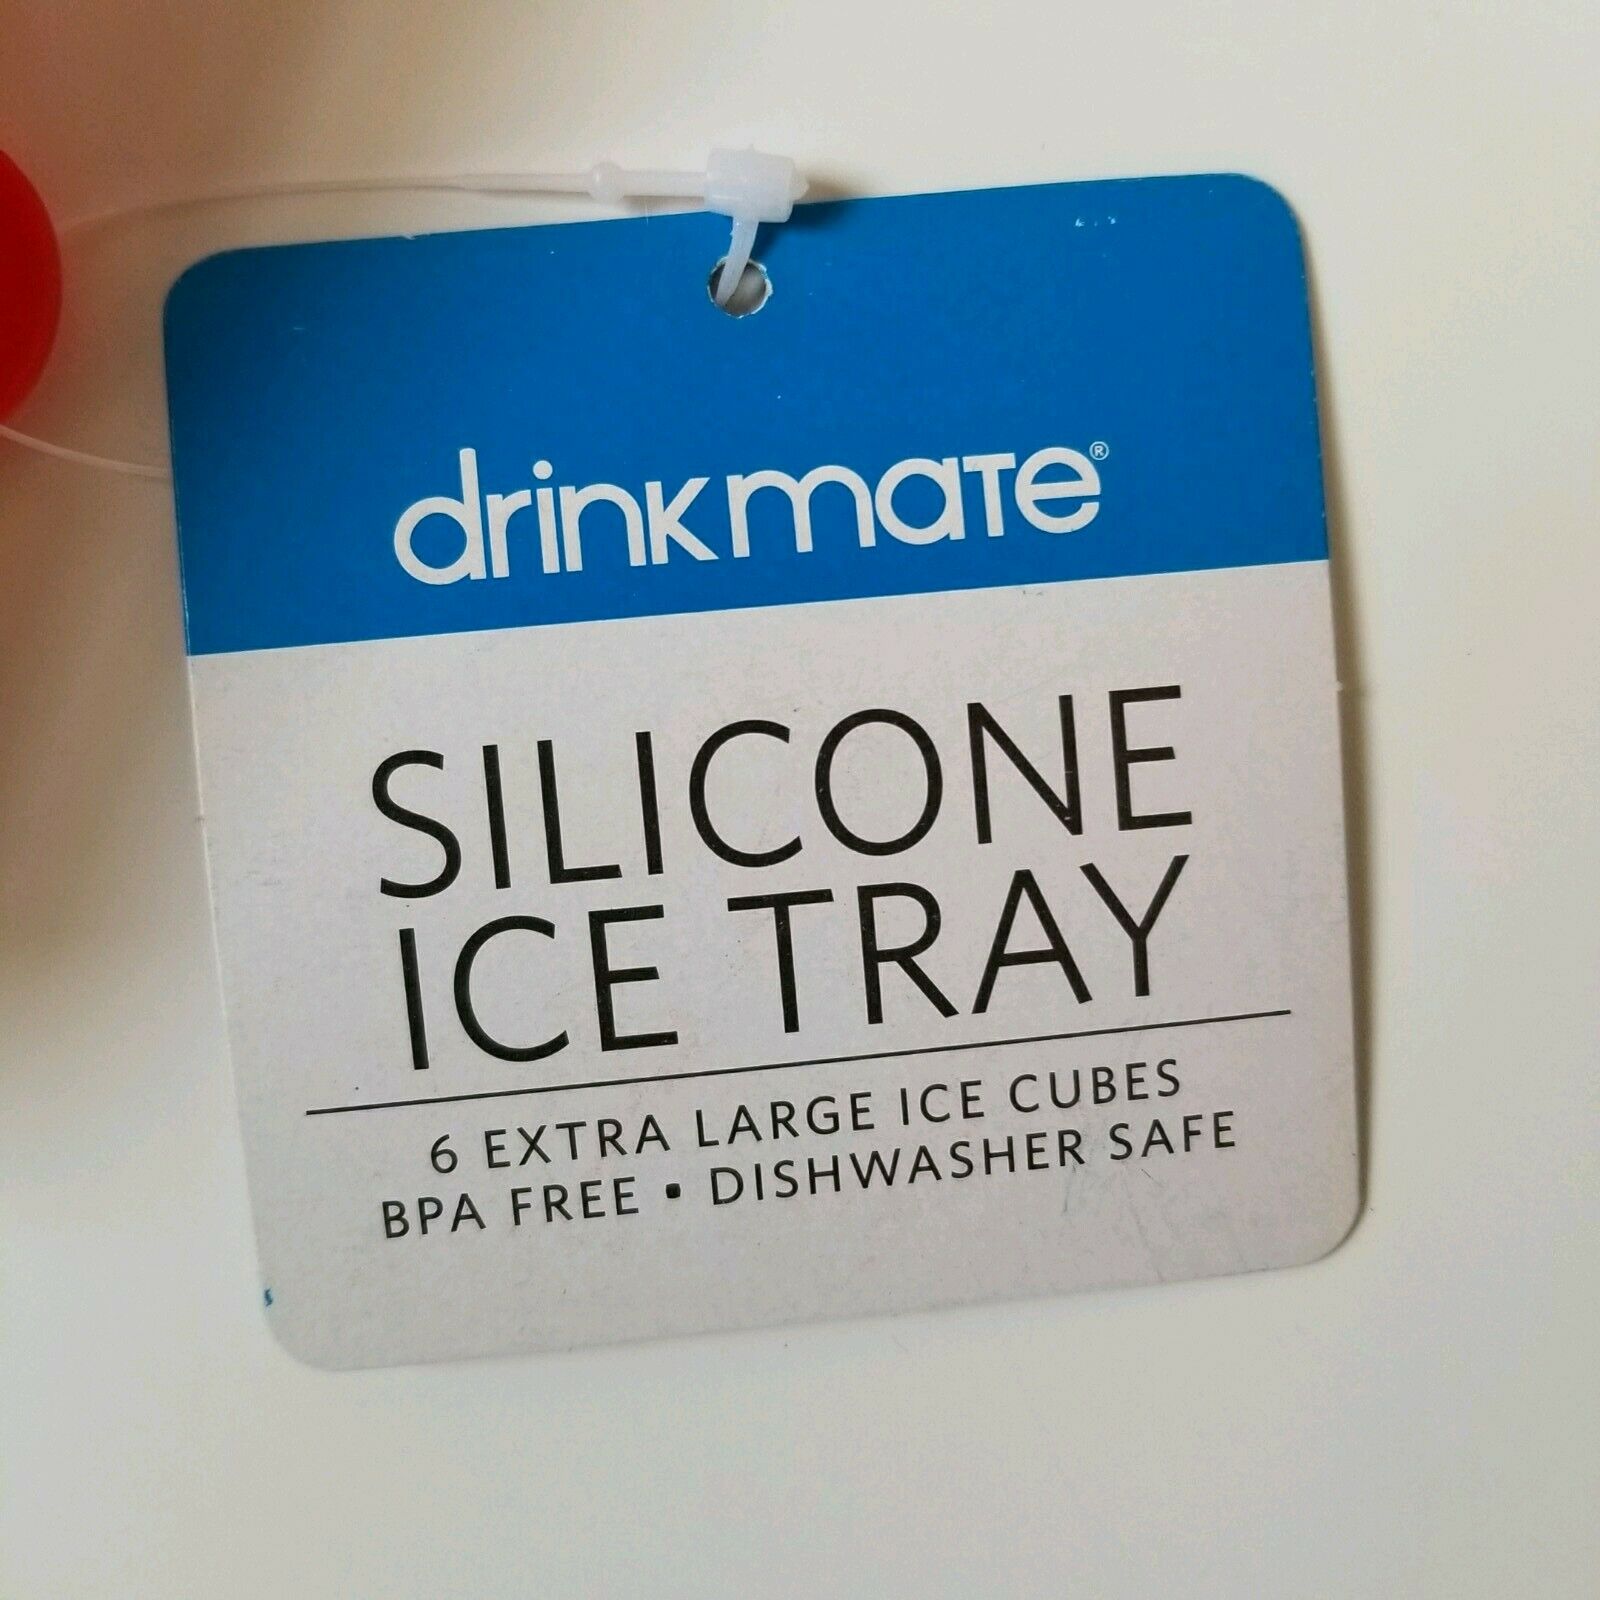 drinkmate®
SILICONE
ICE TRAY
6 EXTRA LARGE ICE CUBES
BPA FREE • DISHWASHER SAFE